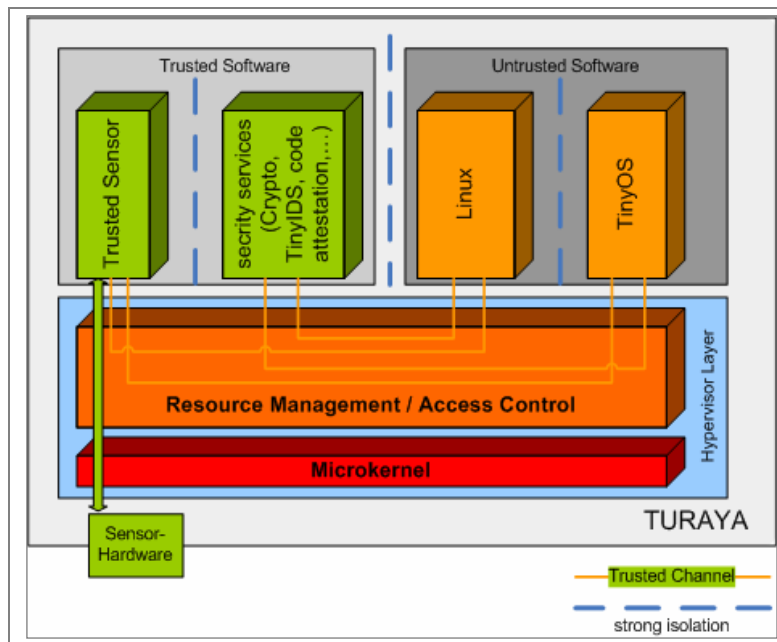 Trusted Software
Untrusted Software
Trusted Sensor
secrity services
(Crypto,
TinyIDS, code
attestation,...)
Linux
TinyOS
Resource Management / Access Control
Microkernel
Hypervisor Layer
TURAYA
Sensor-
Hardware
Trusted Channel
strong isolation